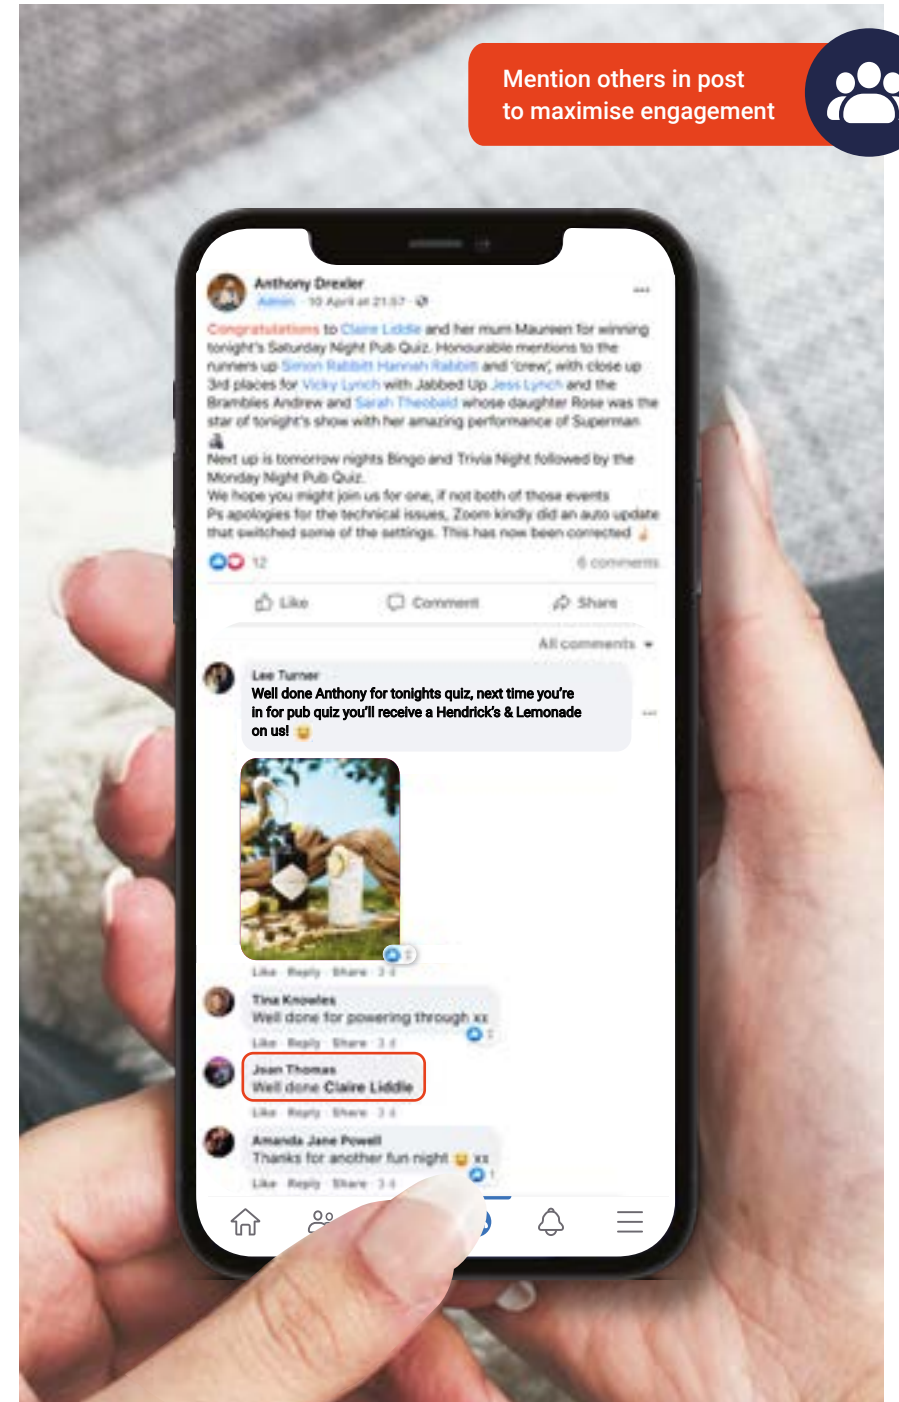 Mention others in post
to maximise engagement
Anthony Drexler
Admin · 10 April at 21:57
Congratulations to Claire Liddle and her mum Maureen for winning
tonight's Saturday Night Pub Quiz. Honourable mentions to the
runners up Simon Rabbitt Hannah Rabbitt and 'crew', with close up
3rd places for Vicky Lynch with Jabbed Up Jess Lynch and the
Brambles Andrew and Sarah Theobald whose daughter Rose was the
star of tonight's show with her amazing performance of Superman
Next up is tomorrow nights Bingo and Trivia Night followed by the
Monday Night Pub Quiz.
We hope you might join us for one, if not both of those events
Ps apologies for the technical issues, Zoom kindly did an auto update
that switched some of the settings. This has now been corrected
12
6 comments
Like
Comment
Share
All comments
Lee Turner
Well done Anthony for tonights quiz, next time you're
in for pub quiz you'll receive a Hendrick's & Lemonade
on us!
2
Like Reply Share 3 d
Tina Knowles
Well done for powering through xx
2
Like Reply Share 3 d
Joan Thomas
Well done Claire Liddle
Like Reply Share 3 d
Amanda Jane Powell
Thanks for another fun night xx
1
Like Reply Share 3 d